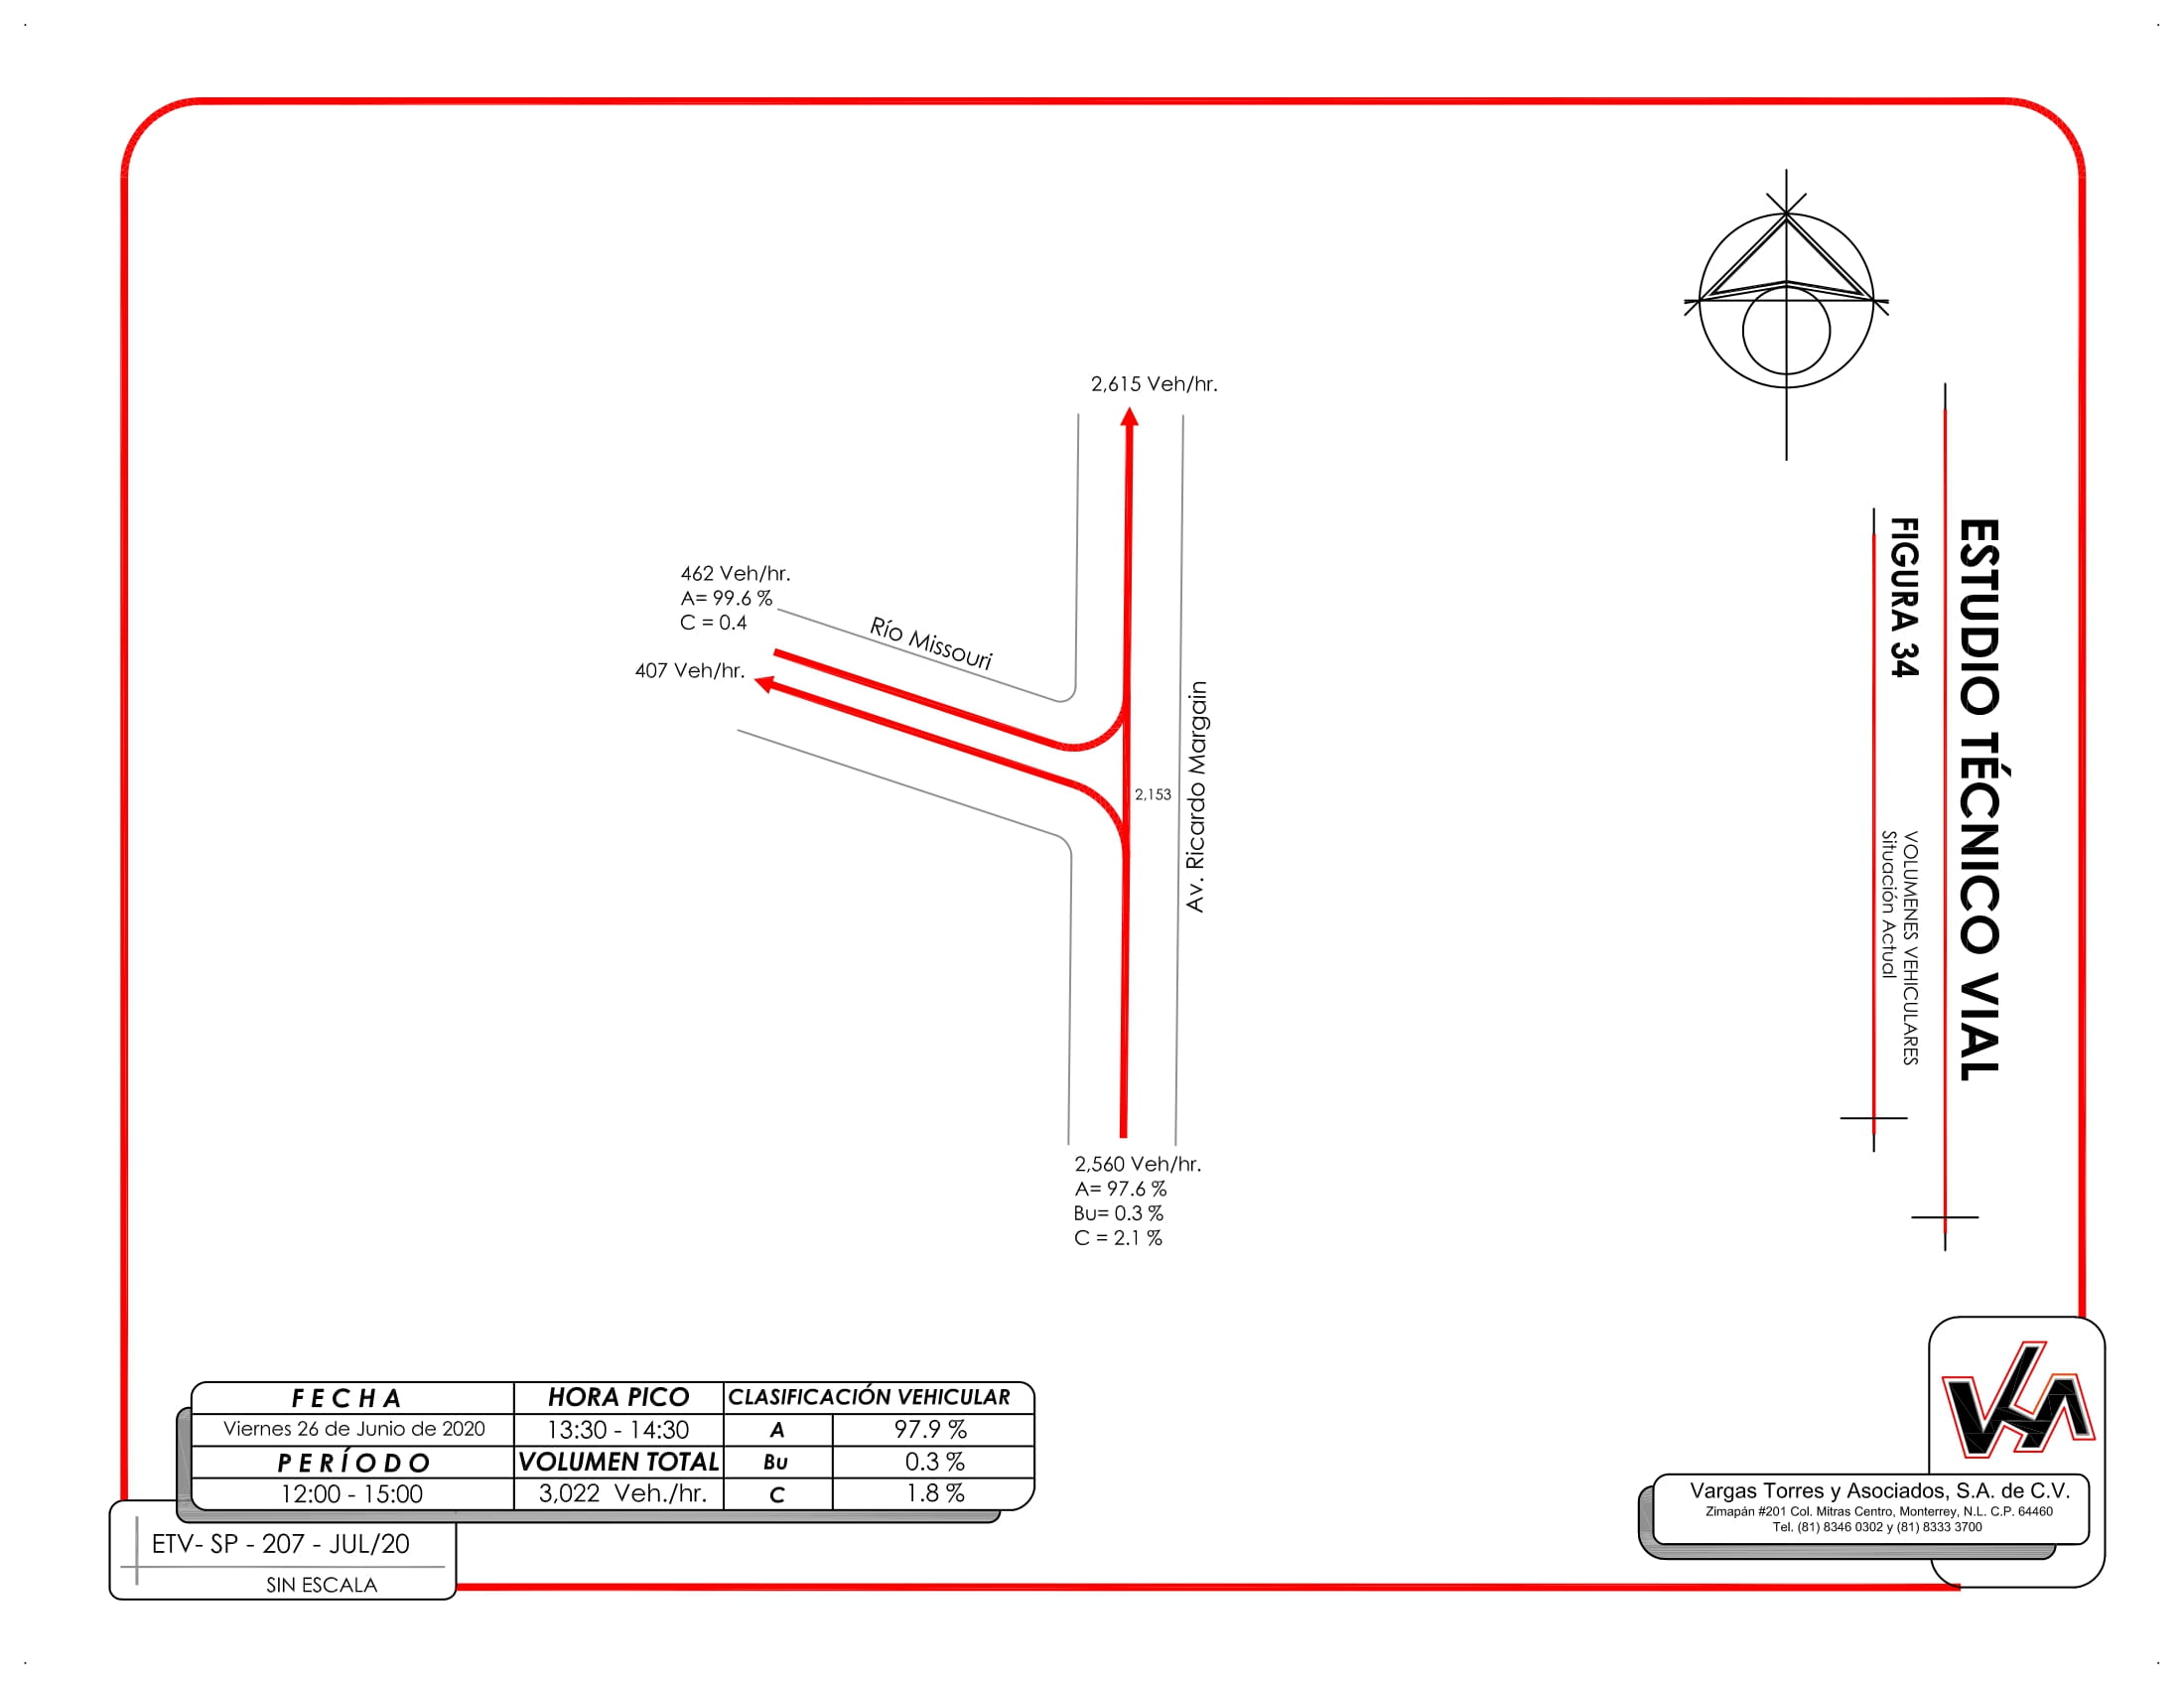 2,615 Veh/hr.
462 Veh/hr.
A= 99.6 %
C = 0.4
Río Missouri
407 Veh/hr.
2,153
Av. Ricardo Margain
2,560 Veh/hr.
A= 97.6 %
Bu= 0.3 %
C = 2.1 %
ESTUDIO TÉCNICO VIAL
FIGURA 34
VOLUMENES VEHICULARES
Situación Actual
FECHA HORA PICO CLASIFICACIÓN VEHICULAR
Viernes 26 de Junio de 2020 13:30 - 14:30 A 97.9 %
PERÍODO VOLUMEN TOTAL Bu 0.3 %
12:00 - 15:00 3,022 Veh./hr. C 1.8 %
ETV- SP - 207 - JUL/20
SIN ESCALA
VTA
Vargas Torres y Asociados, S.A. de C.V.
Zimapán #201 Col. Mitras Centro, Monterrey, N.L. C.P. 64460
Tel. (81) 8346 0302 y (81) 8333 3700